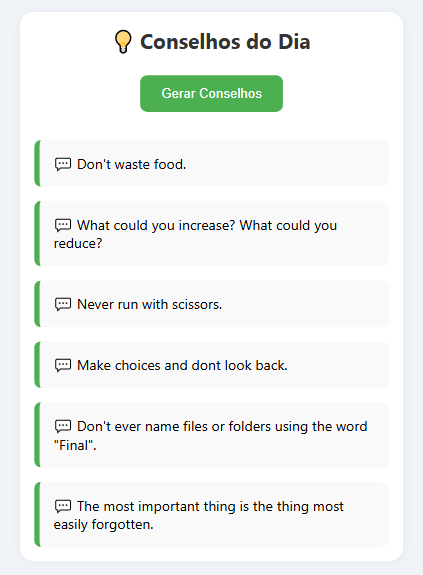 Conselhos do Dia
Gerar Conselhos
Don't waste food.
What could you increase? What could you
reduce?
Never run with scissors.
Make choices and dont look back.
Don't ever name files or folders using the word
"Final".
The most important thing is the thing most
easily forgotten.